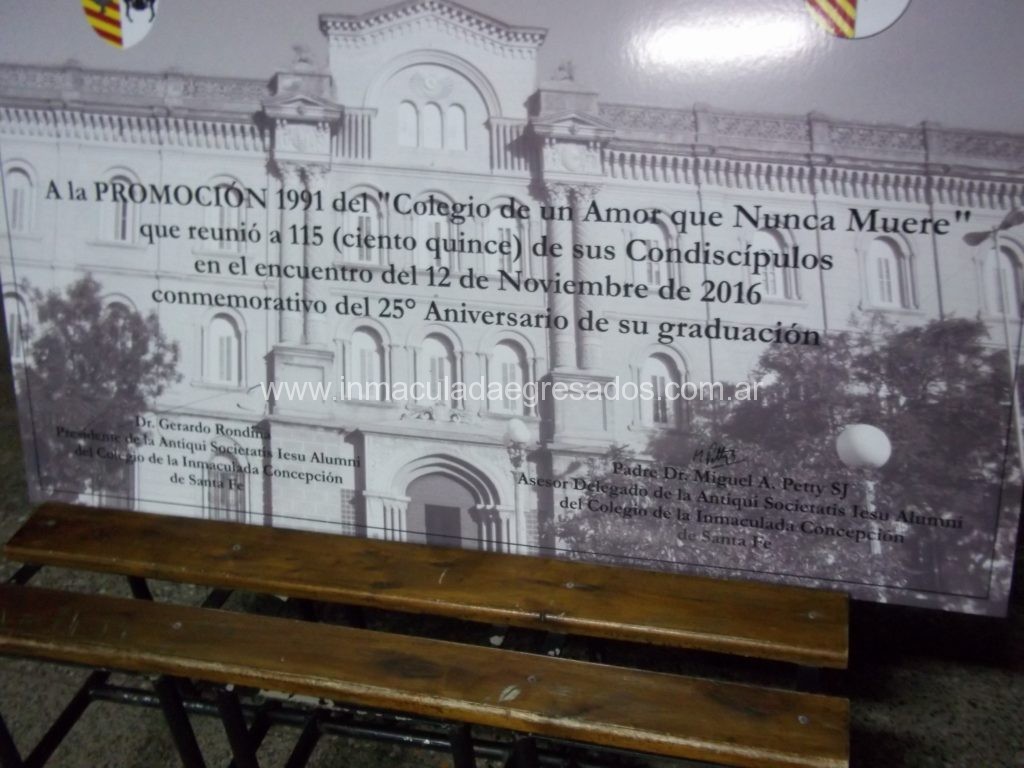 A la PROMOCIÓN 1991 del "Colegio de un Amor que Nunca Muere"
que reunió a 115 (ciento quince) de sus Condiscípulos
en el encuentro del 12 de Noviembre de 2016
conmemorativo del 25° Aniversario de su graduación
www.inmaculadaegresados.com.ar
Dr. Gerardo Rondina
Presidente de la Antiqui Societatis Iesu Alumni
del Colegio de la Inmaculada Concepción
de Santa Fe
Padre Dr. Miguel A. Petty SJ
Asesor Delegado de la Antiqui Societatis Iesu Alumni
del Colegio de la Inmaculada Concepción
de Santa Fe